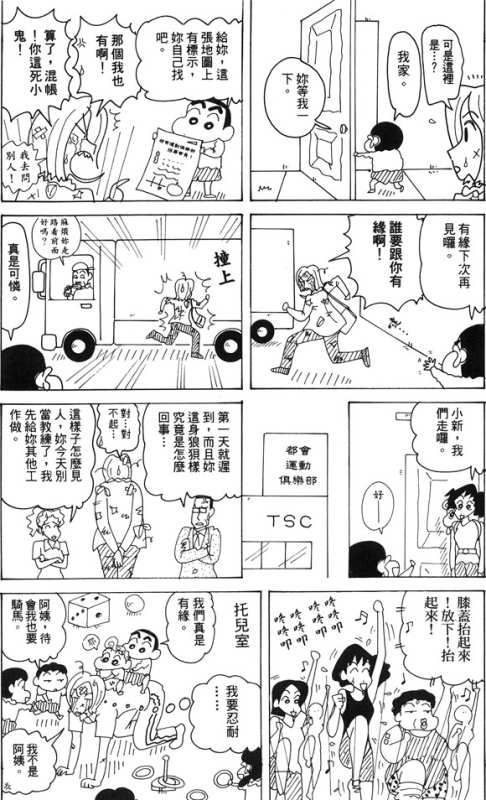 可是這裡
是…？
我家。
妳等我一
下。
給妳，這
張地圖上
有標示，
妳自己找
吧。
那個我也
有啊！
算了，混帳
！你這死小
鬼！
我去問
別人！
有緣下次再
見囉。
誰要跟你有
緣啊！
撞上
麻煩妳走
路看前面
好嗎？
真是可憐。
小新，我
們走囉。
好—
都會
運動
俱樂部
TSC
第一天就遲
到，而且妳
這身狼狽樣
究竟是怎麼
回事…
對…對
不起…
這樣子怎麼見
人，妳今天別
當教練了，我
先給妳其他工
作做。
膝蓋抬起來
！放下！抬
起來！
咚咚
咚咚
咚咚
咚咚
托兒室
我們真是
有緣。
我要忍耐
……
阿姨，待
會我也要
騎馬。
我不是
阿姨。